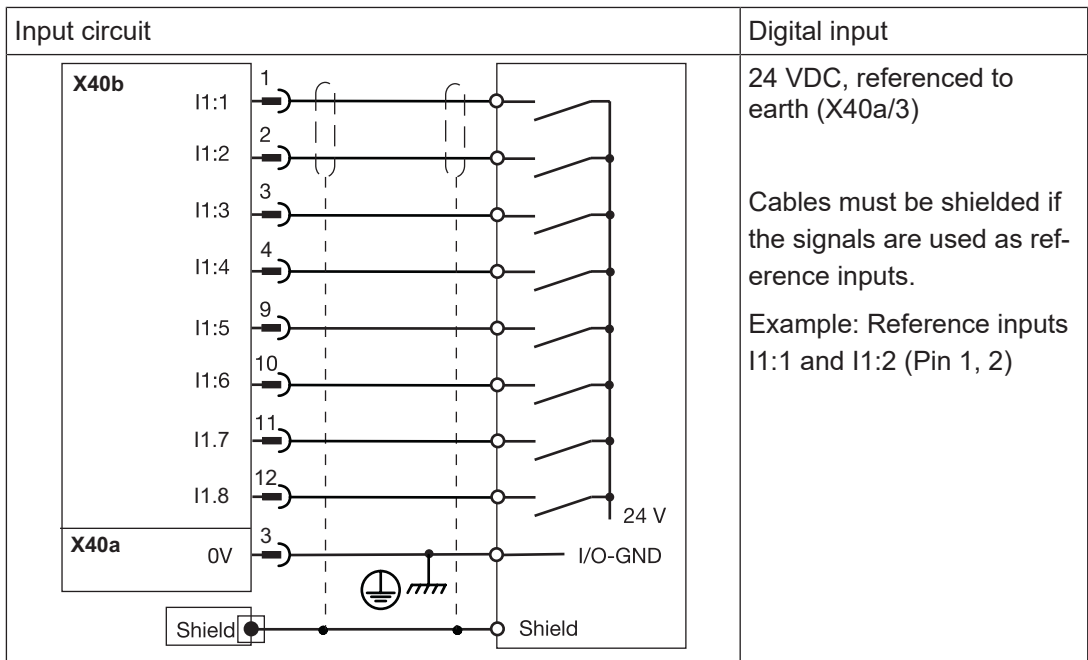 Input circuit
Digital input
X40b
I1:1 1
I1:2 2
I1:3 3
I1:4 4
I1:5 9
I1:6 10
I1.7 11
I1.8 12
24 V
X40a
0V 3
I/O-GND
Shield
Shield
24 VDC, referenced to
earth (X40a/3)
Cables must be shielded if
the signals are used as ref-
erence inputs.
Example: Reference inputs
I1:1 and I1:2 (Pin 1, 2)